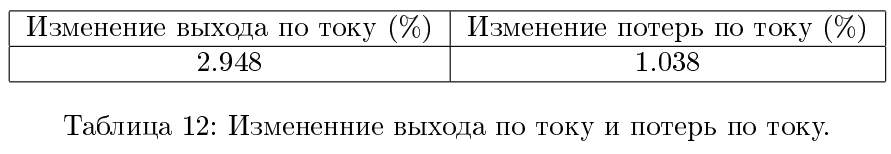 Изменение выхода по току (%) Изменение потерь по току (%)
2.948 1.038
Таблица 12: Измененние выхода по току и потерь по току.